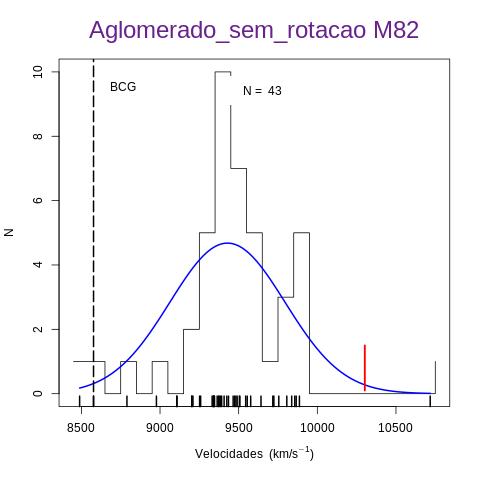 Aglomerado_sem_rotacao M82
BCG
N = 43
10
8
6
4
2
0
N
8500 9000 9500 10000 10500
Velocidades (km/s⁻¹)